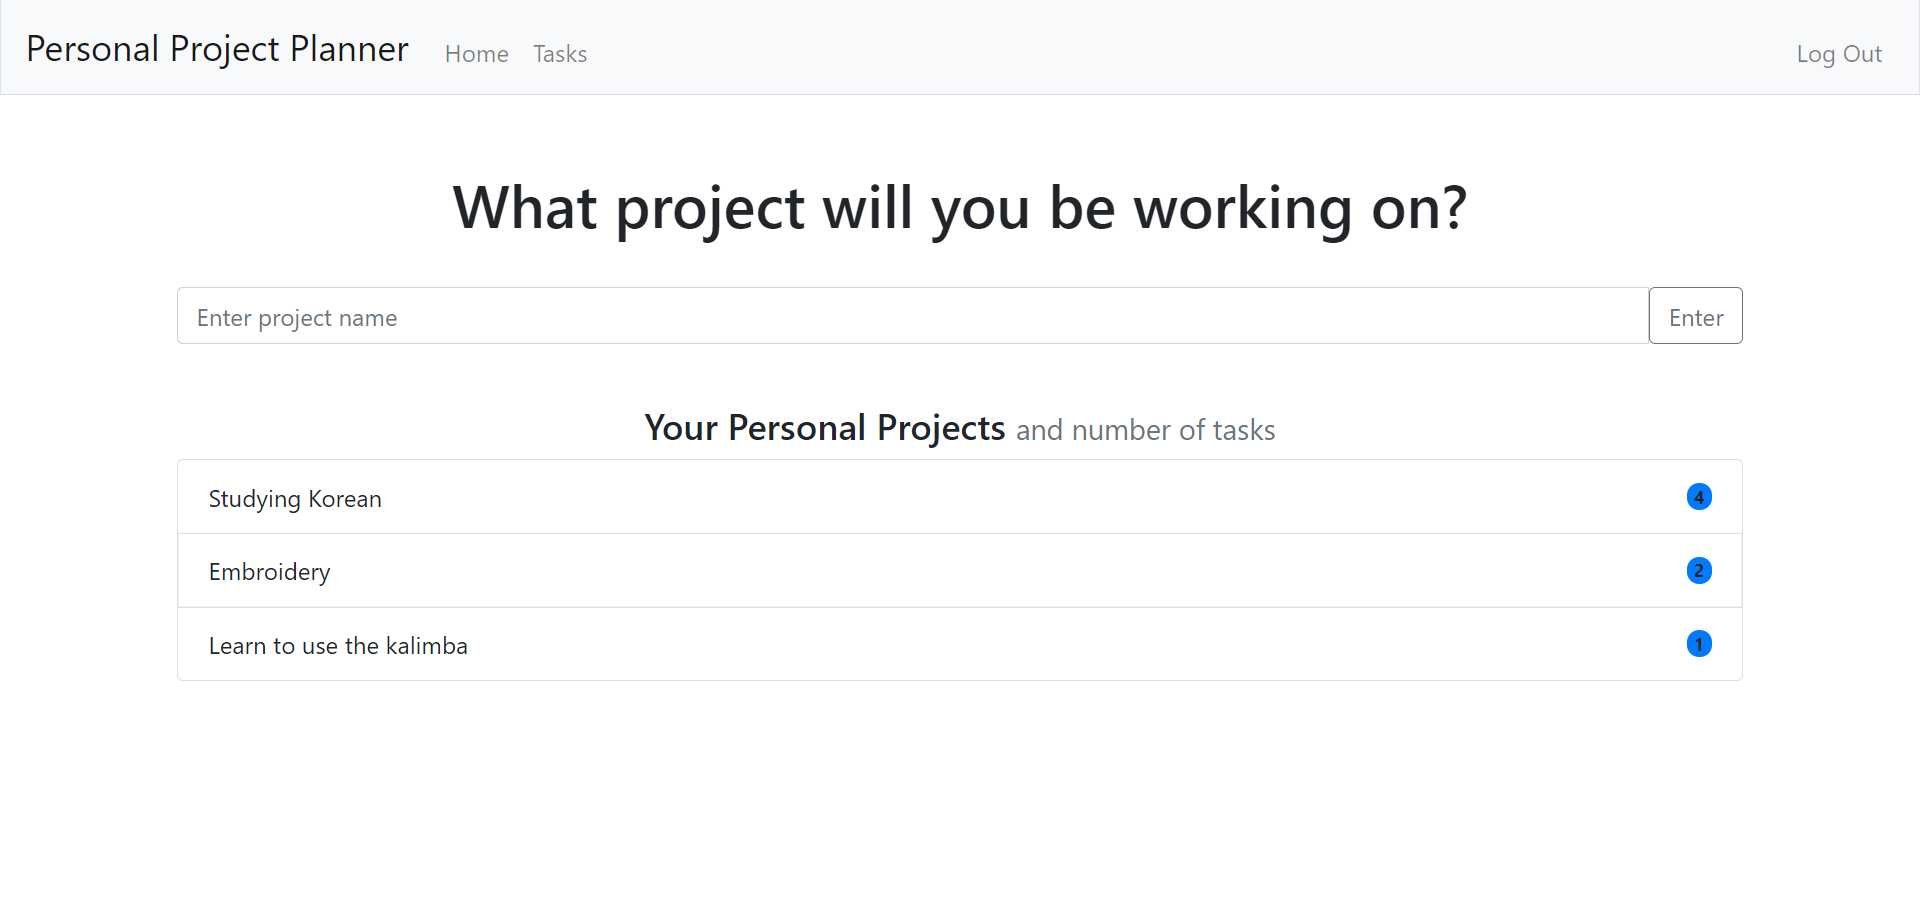 Personal Project Planner Home Tasks Log Out
What project will you be working on?
Enter project name Enter
Your Personal Projects and number of tasks
Studying Korean 4
Embroidery 2
Learn to use the kalimba 1